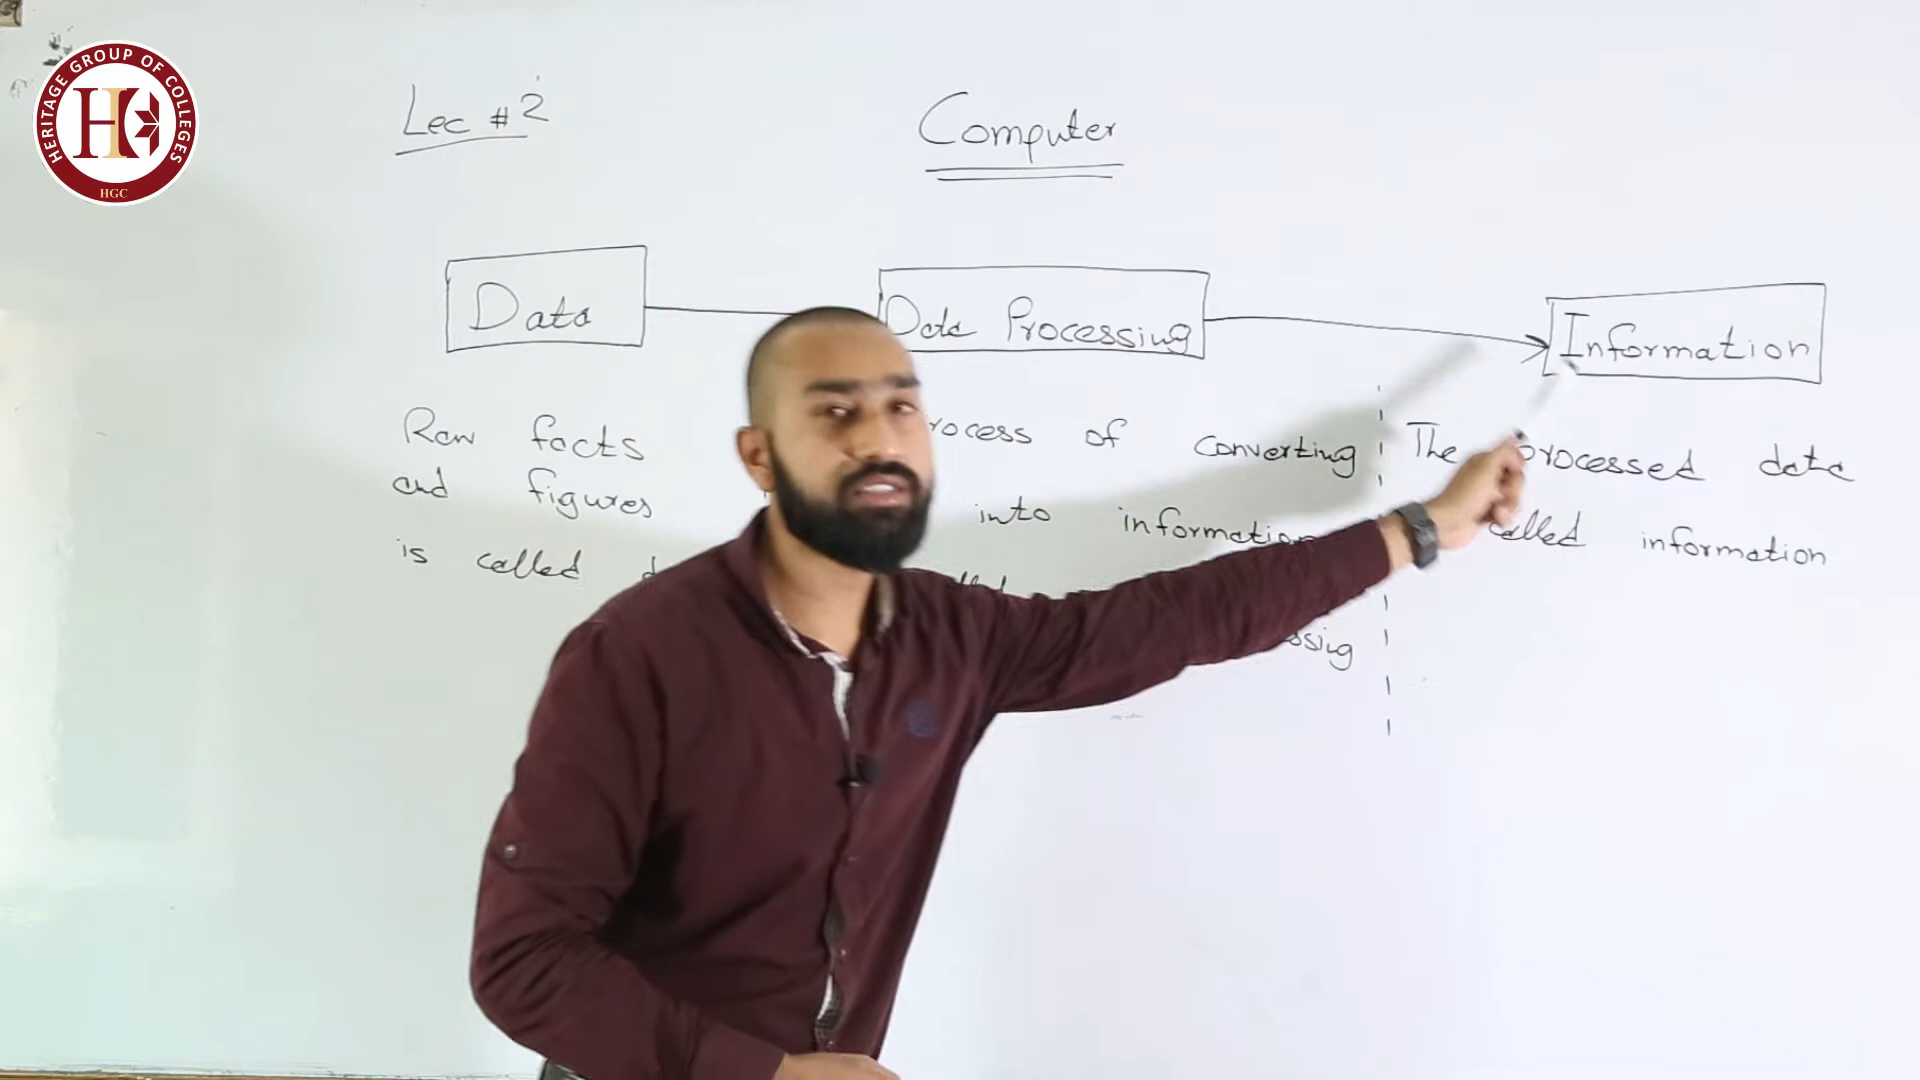 HERITAGE GROUP OF COLLEGES
HGC
Lec # 2
Computer
Data
Data Processing
Information
Raw facts
and figures
is called
of converting
into information
The processed data
called information